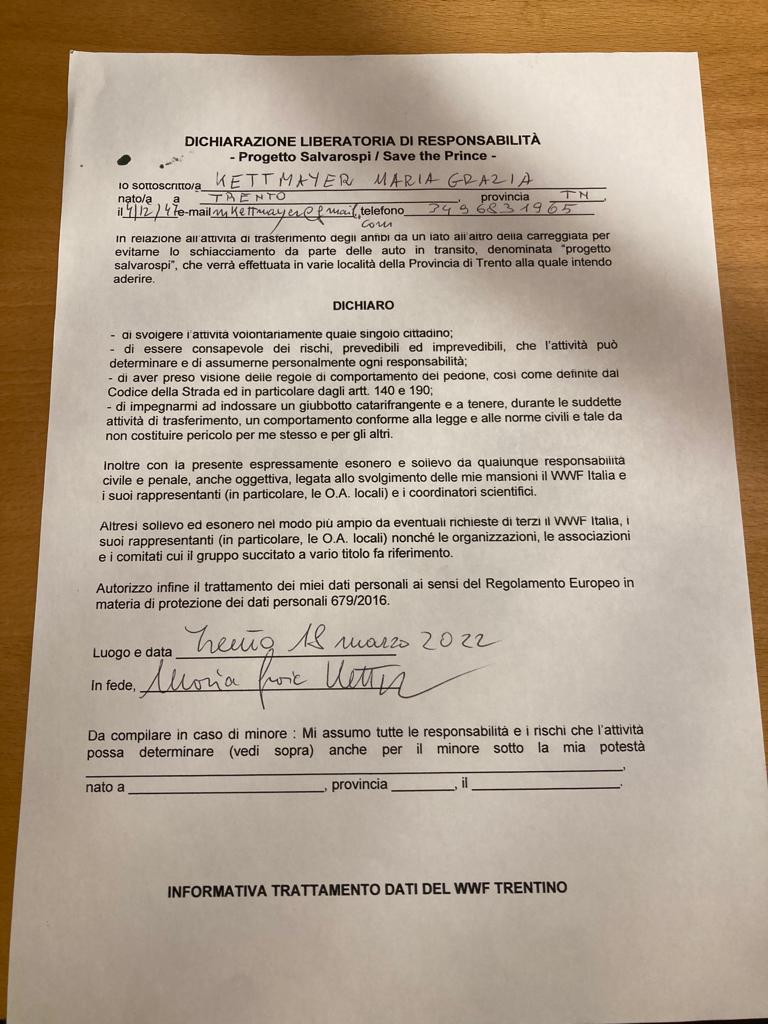 DICHIARAZIONE LIBERATORIA DI RESPONSABILITÀ
- Progetto Salvarospi / Save the Prince -
Io sottoscritto/a KETTMAYER MARIA GRAZIA
nato/a a TRENTO provincia TN
il 4/12/47 e-mail mkettmayer@gmail, telefono 349 6831965
com
In relazione all'attività di trasferimento degli anfibi da un lato all'altro della carreggiata per
evitarne lo schiacciamento da parte delle auto in transito, denominata "progetto
salvarospi", che verrà effettuata in varie località della Provincia di Trento alla quale intendo
aderire.
DICHIARO
- di svolgere l'attività volontariamente quale singolo cittadino;
- di essere consapevole dei rischi, prevedibili ed imprevedibili, che l'attività può
determinare e di assumerne personalmente ogni responsabilità;
- di aver preso visione delle regole di comportamento del pedone, così come definite dal
Codice della Strada ed in particolare dagli artt. 140 e 190;
- di impegnarmi ad indossare un giubbotto catarifrangente e a tenere, durante le suddette
attività di trasferimento, un comportamento conforme alla legge e alle norme civili e tale da
non costituire pericolo per me stesso e per gli altri.
Inoltre con la presente espressamente esonero e sollevo da qualunque responsabilità
civile e penale, anche oggettiva, legata allo svolgimento delle mie mansioni il WWF Italia e
i suoi rappresentanti (in particolare, le O.A. locali) e i coordinatori scientifici.
Altresì sollevo ed esonero nel modo più ampio da eventuali richieste di terzi il WWF Italia, i
suoi rappresentanti (in particolare, le O.A. locali) nonché le organizzazioni, le associazioni
e i comitati cui il gruppo succitato a vario titolo fa riferimento.
Autorizzo infine il trattamento dei miei dati personali ai sensi del Regolamento Europeo in
materia di protezione dei dati personali 679/2016.
Luogo e data Trento 18 marzo 2022
In fede, Maria Grazia
Da compilare in caso di minore : Mi assumo tutte le responsabilità e i rischi che l'attività
possa determinare (vedi sopra) anche per il minore sotto la mia potestà
,
nato a , provincia , il .
INFORMATIVA TRATTAMENTO DATI DEL WWF TRENTINO